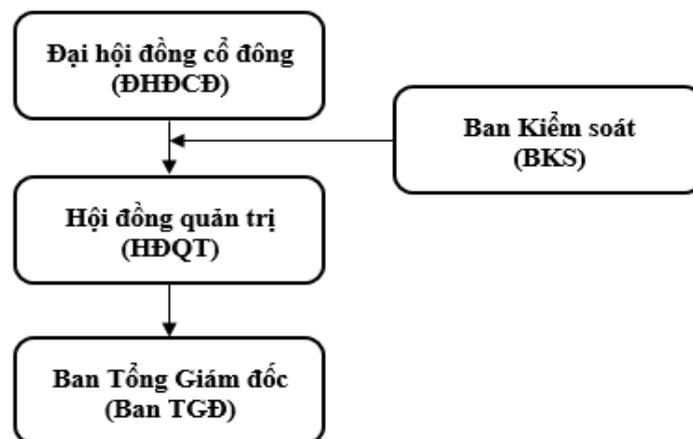 Đại hội đồng cổ đông
(ĐHĐCĐ)
Ban Kiểm soát
(BKS)
Hội đồng quản trị
(HĐQT)
Ban Tổng Giám đốc
(Ban TGĐ)